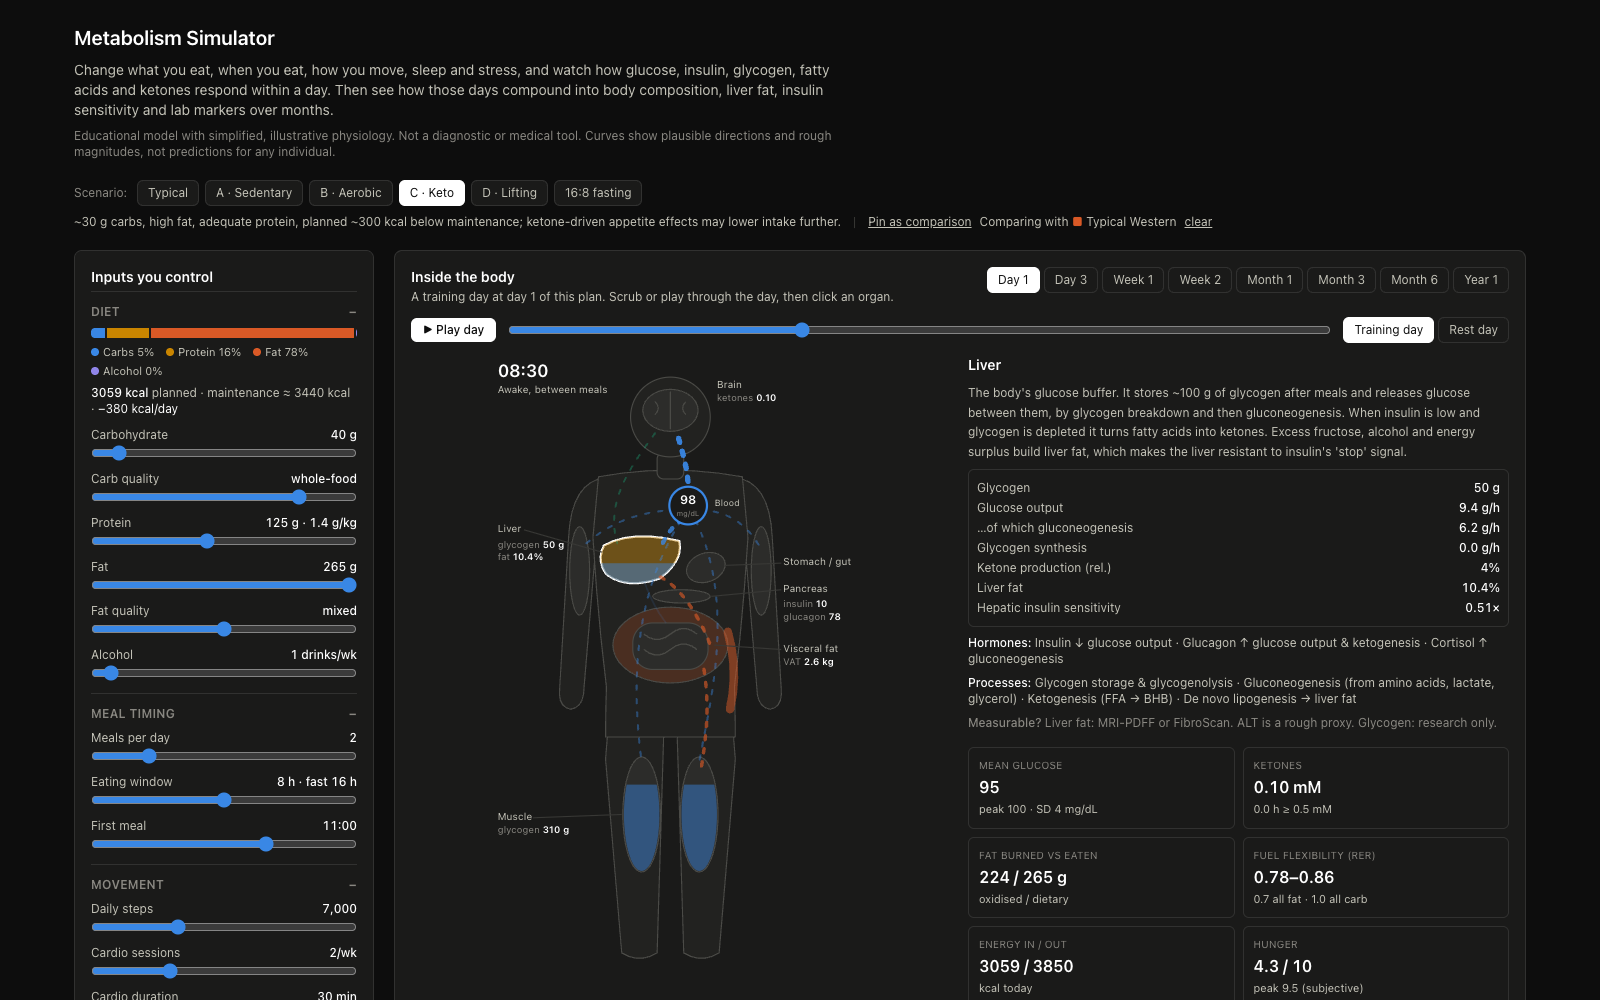 Metabolism Simulator
Change what you eat, when you eat, how you move, sleep and stress, and watch how glucose, insulin, glycogen, fatty
acids and ketones respond within a day. Then see how those days compound into body composition, liver fat, insulin
sensitivity and lab markers over months.
Educational model with simplified, illustrative physiology. Not a diagnostic or medical tool. Curves show plausible directions and rough
magnitudes, not predictions for any individual.
Scenario: Typical A · Sedentary B · Aerobic C · Keto D · Lifting 16:8 fasting
~30 g carbs, high fat, adequate protein, planned ~300 kcal below maintenance; ketone-driven appetite effects may lower intake further. | Pin as comparison Comparing with Typical Western clear
Inputs you control
DIET –
Carbs 5% Protein 16% Fat 78%
Alcohol 0%
3059 kcal planned · maintenance ≈ 3440 kcal
· −380 kcal/day
Carbohydrate 40 g
Carb quality whole-food
Protein 125 g · 1.4 g/kg
Fat 265 g
Fat quality mixed
Alcohol 1 drinks/wk
MEAL TIMING –
Meals per day 2
Eating window 8 h · fast 16 h
First meal 11:00
MOVEMENT –
Daily steps 7,000
Cardio sessions 2/wk
Cardio duration 30 min
Inside the body
A training day at day 1 of this plan. Scrub or play through the day, then click an organ.
Day 1 Day 3 Week 1 Week 2 Month 1 Month 3 Month 6 Year 1
Play day
Training day Rest day
08:30
Awake, between meals
Brain
ketones 0.10
98
mg/dL
Blood
Liver
glycogen 50 g
fat 10.4%
Stomach / gut
Pancreas
insulin 10
glucagon 78
Visceral fat
VAT 2.6 kg
Muscle
glycogen 310 g
Liver
The body's glucose buffer. It stores ~100 g of glycogen after meals and releases glucose
between them, by glycogen breakdown and then gluconeogenesis. When insulin is low and
glycogen is depleted it turns fatty acids into ketones. Excess fructose, alcohol and energy
surplus build liver fat, which makes the liver resistant to insulin's 'stop' signal.
Glycogen 50 g
Glucose output 9.4 g/h
...of which gluconeogenesis 6.2 g/h
Glycogen synthesis 0.0 g/h
Ketone production (rel.) 4%
Liver fat 10.4%
Hepatic insulin sensitivity 0.51×
Hormones: Insulin ↓ glucose output · Glucagon ↑ glucose output & ketogenesis · Cortisol ↑
gluconeogenesis
Processes: Glycogen storage & glycogenolysis · Gluconeogenesis (from amino acids, lactate,
glycerol) · Ketogenesis (FFA → BHB) · De novo lipogenesis → liver fat
Measurable? Liver fat: MRI-PDFF or FibroScan. ALT is a rough proxy. Glycogen: research only.
MEAN GLUCOSE
95
peak 100 · SD 4 mg/dL
KETONES
0.10 mM
0.0 h ≥ 0.5 mM
FAT BURNED VS EATEN
224 / 265 g
oxidised / dietary
FUEL FLEXIBILITY (RER)
0.78–0.86
0.7 all fat · 1.0 all carb
ENERGY IN / OUT
3059 / 3850
kcal today
HUNGER
4.3 / 10
peak 9.5 (subjective)